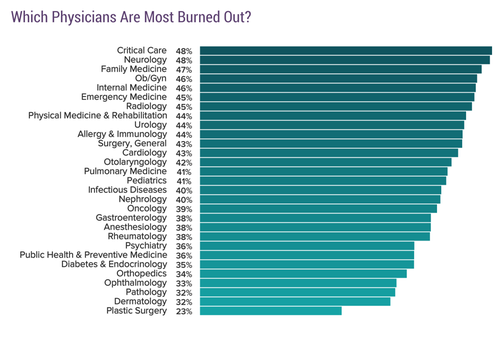 Which Physicians Are Most Burned Out?
Critical Care 48%
Neurology 48%
Family Medicine 47%
Ob/Gyn 46%
Internal Medicine 46%
Emergency Medicine 45%
Radiology 45%
Physical Medicine & Rehabilitation 44%
Urology 44%
Allergy & Immunology 44%
Surgery, General 43%
Cardiology 43%
Otolaryngology 42%
Pulmonary Medicine 41%
Pediatrics 41%
Infectious Diseases 40%
Nephrology 40%
Oncology 39%
Gastroenterology 38%
Anesthesiology 38%
Rheumatology 38%
Psychiatry 36%
Public Health & Preventive Medicine 36%
Diabetes & Endocrinology 35%
Orthopedics 34%
Ophthalmology 33%
Pathology 32%
Dermatology 32%
Plastic Surgery 23%